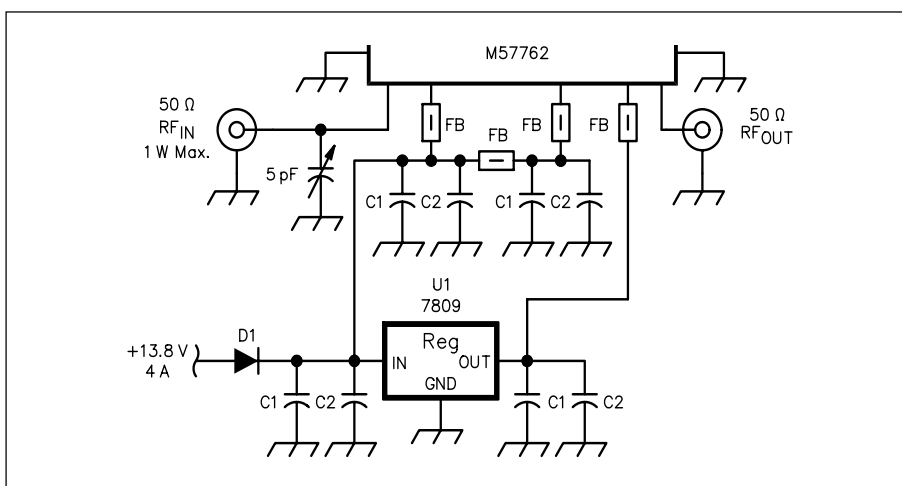 M57762
50 Ω
RF IN
1 W Max.
FB
FB
FB
FB
50 Ω
RF OUT
5 pF
C1
C2
C1
C2
U1
7809
+13.8 V
4 A
D1
Reg
IN
OUT
GND
C1
C2
C1
C2